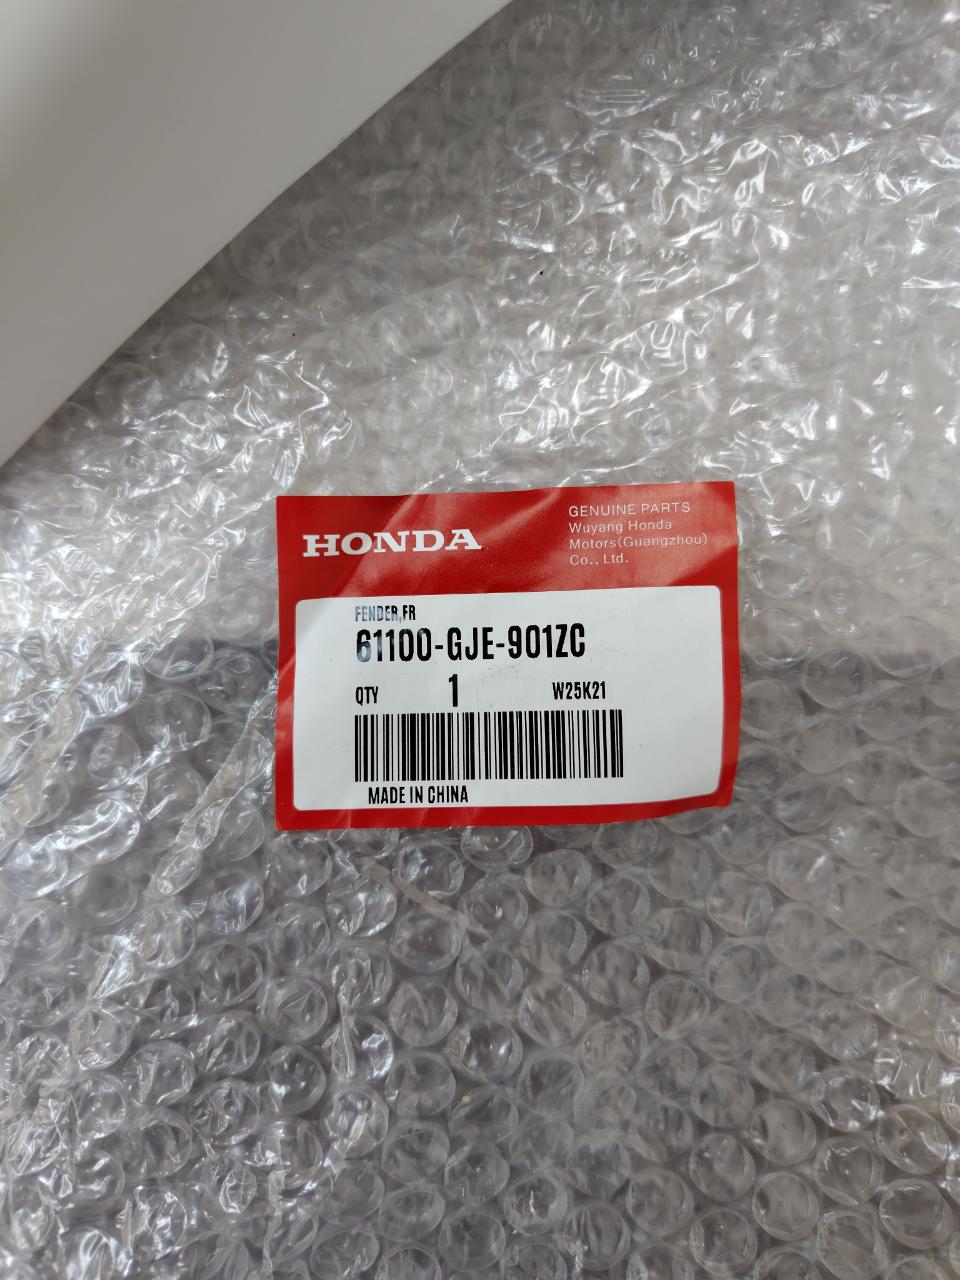 HONDA
GENUINE PARTS
Wuyang Honda
Motors(Guangzhou)
Co., Ltd.
FENDER,FR
61100-GJE-901ZC
QTY 1 W25K21
MADE IN CHINA